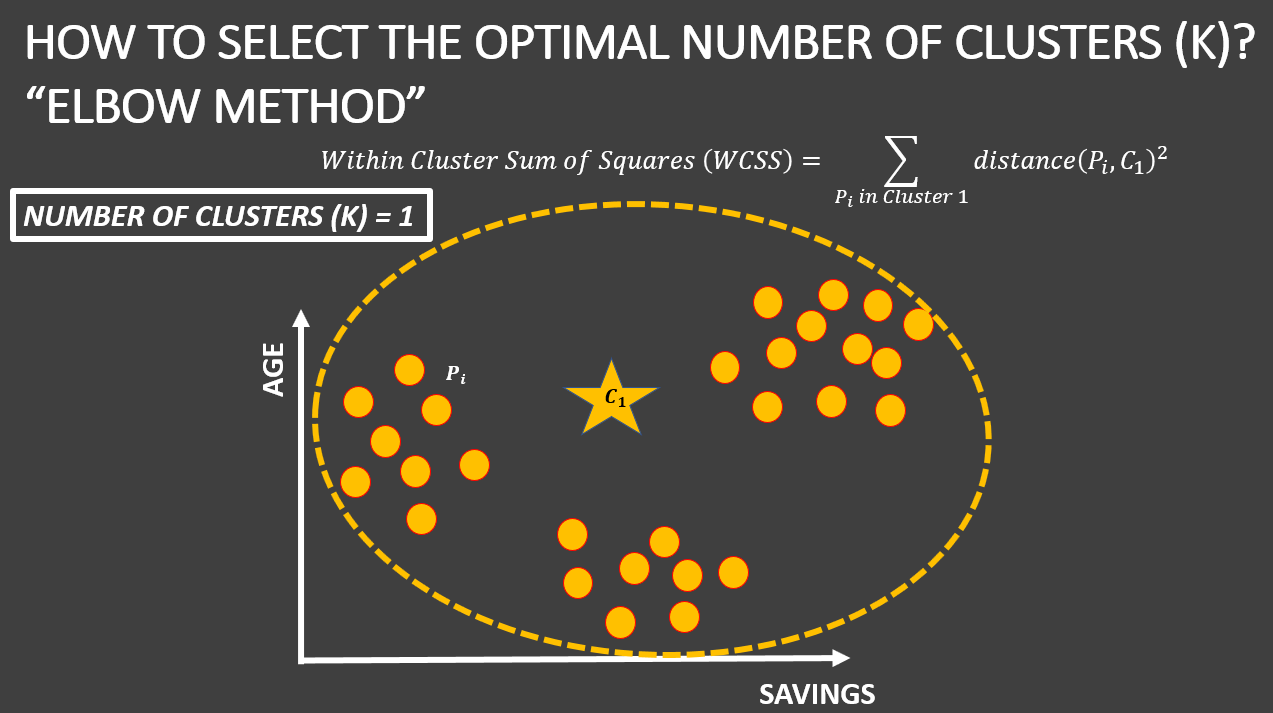 HOW TO SELECT THE OPTIMAL NUMBER OF CLUSTERS (K)?
“ELBOW METHOD”
Within Cluster Sum of Squares (WCSS) = ∑ distance(Pᵢ, C₁)²
Pᵢ in Cluster 1
NUMBER OF CLUSTERS (K) = 1
AGE
Pᵢ
C₁
SAVINGS